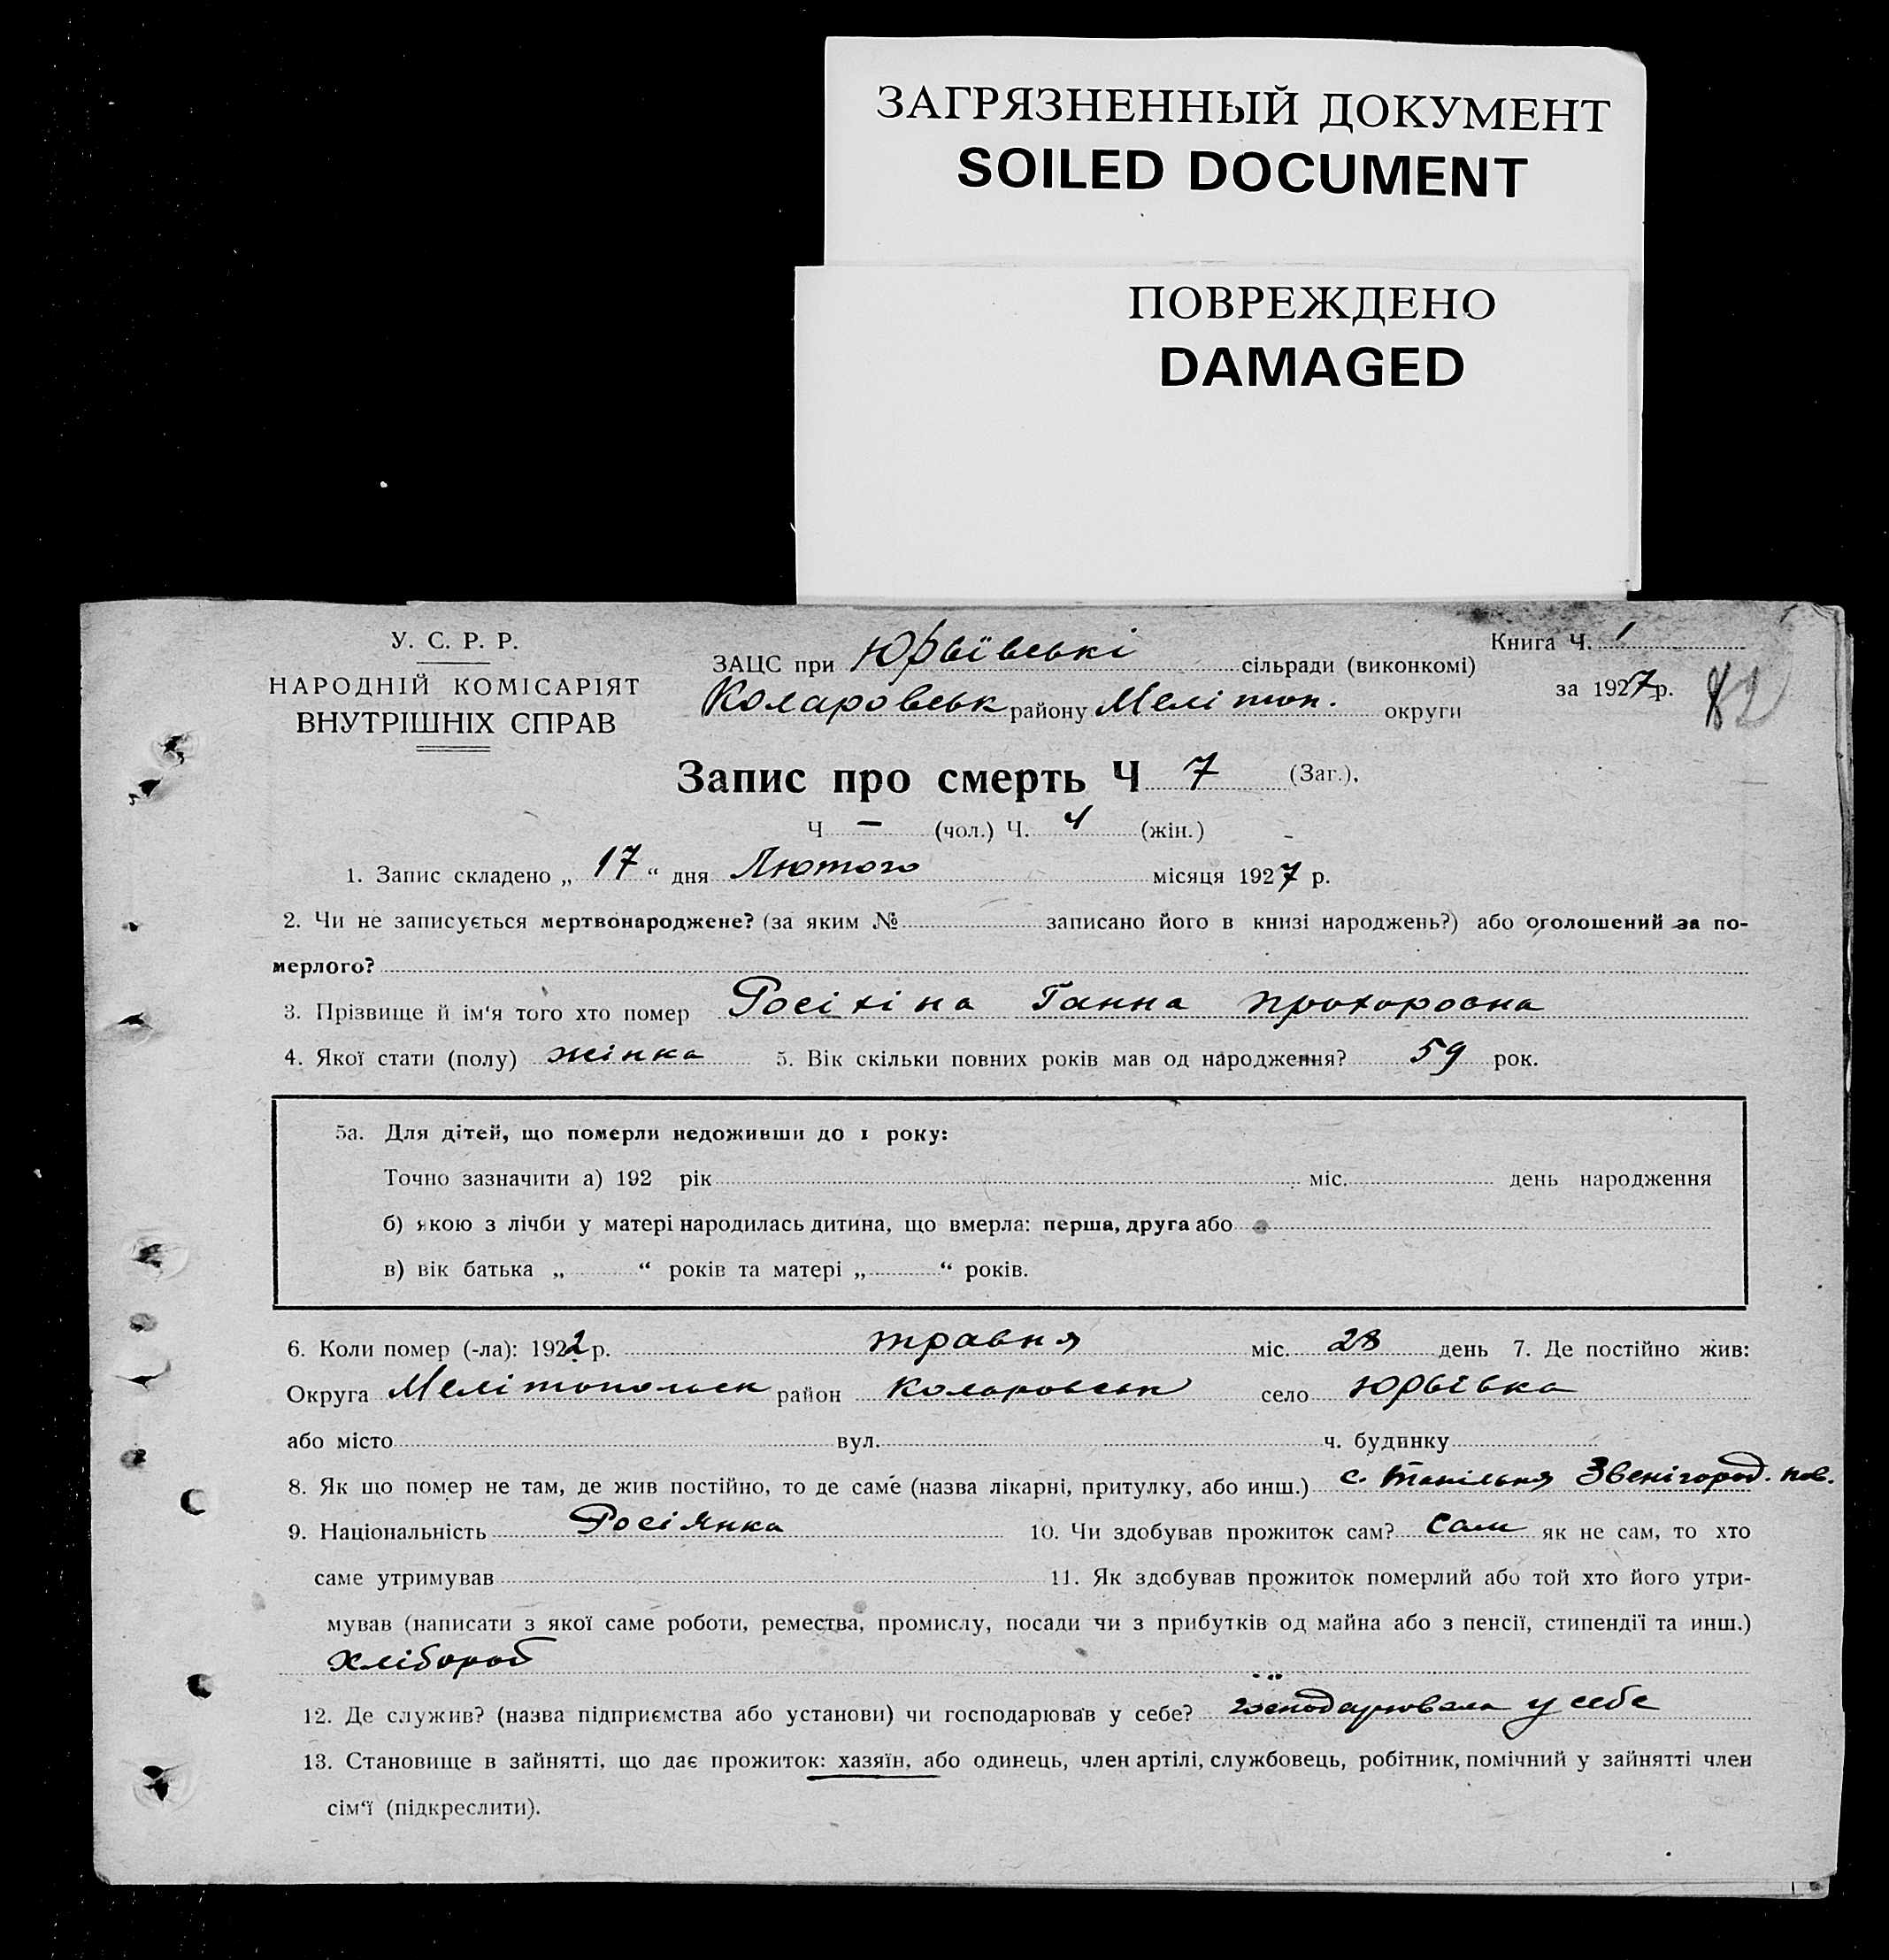 ЗАГРЯЗНЕННЫЙ ДОКУМЕНТ
SOILED DOCUMENT
ПОВРЕЖДЕНО
DAMAGED
У. С. Р. Р.
НАРОДНІЙ КОМІСАРІЯТ
ВНУТРІШНІХ СПРАВ
ЗАЦС при Юрьївські сільради (виконкомі)
Коларовськ району Мелітоп. округи
Книга Ч. 1
за 1927 р.
82
Запис про смерть Ч 7 (Заг.).
Ч — (чол.) Ч. 4 (жін.)
1. Запис складено „ 17 “ дня Лютого місяця 1927 р.
2. Чи не записується мертвонароджене? (за яким № записано його в книзі народжень?) або оголошений за по-
мерлого?
3. Прізвище й ім‘я того хто помер Росіхіна Ганна Прохоровна
4. Якої стати (полу) жінка 5. Вік скільки повних років мав од народження? 59 рок.
5а. Для дітей, що померли недоживши до 1 року:
Точно зазначити а) 192 рік міс. день народження
б) якою з лічби у матері народилась дитина, що вмерла: перша, друга або
в) вік батька „ “ років та матері „ “ років.
6. Коли помер (-ла): 1922 р. травня міс. 28 день 7. Де постійно жив:
Округа Мелітопольск район Коларовськ село Юрьївка
або місто вул. ч. будинку
8. Як що помер не там, де жив постійно, то де саме (назва лікарні, притулку, або инш.) с. Звенігород. пов.
9. Національність Росіянка 10. Чи здобував прожиток сам? Сам як не сам, то хто
саме утримував 11. Як здобував прожиток померлий або той хто його утри-
мував (написати з якої саме роботи, ремества, промислу, посади чи з прибутків од майна або з пенсії, стипендії та инш.)
Хлібороб
12. Де служив? (назва підприємства або установи) чи господарював у себе? господарювала у себе
13. Становище в зайнятті, що дає прожиток: хазяїн, або одинець, член артілі, службовець, робітник, помічний у зайнятті член
сім‘ї (підкреслити).